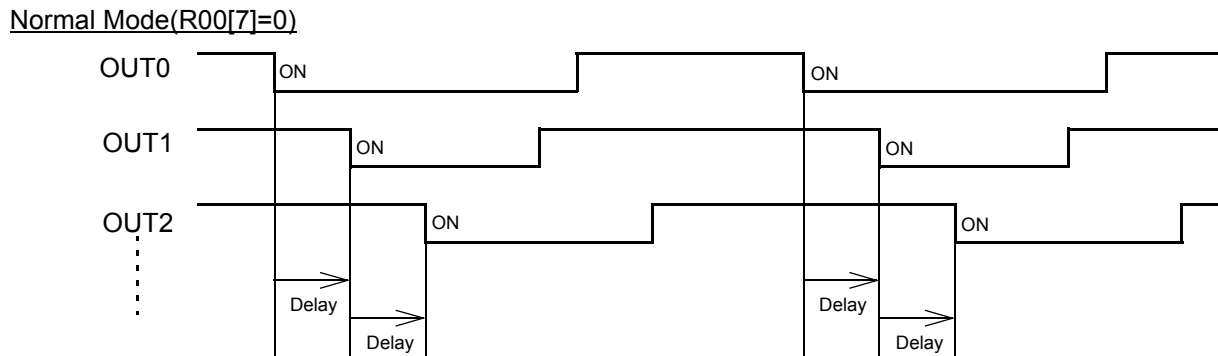 Normal Mode(R00[7]=0)
OUT0 ON ON
OUT1 ON ON
OUT2 ON ON
Delay Delay
Delay Delay